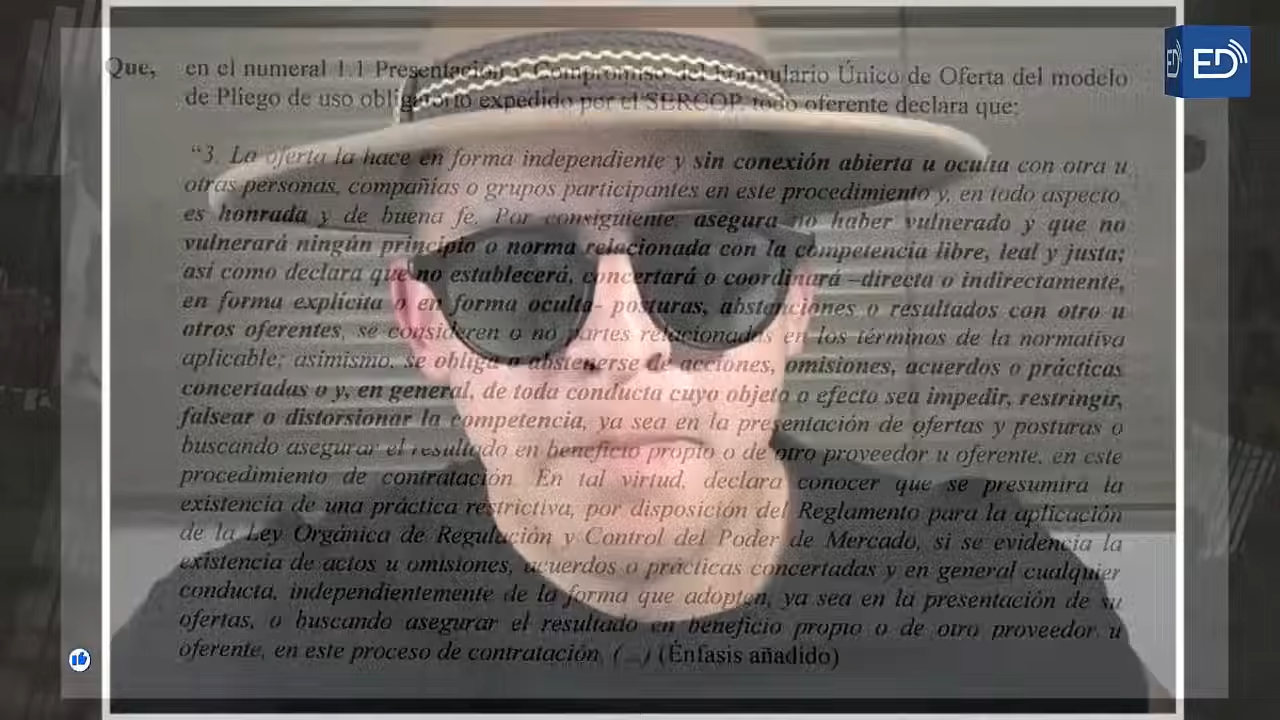 ED
ED
Que, en el numeral 1.1 Presentación y Compromiso del Formulario Único de Oferta del modelo
de Pliego de uso obligatorio expedido por el SERCOP, todo oferente declara que:
“3. La oferta la hace en forma independiente y sin conexión abierta u oculta con otra u
otras personas, compañías o grupos participantes en este procedimiento y, en todo aspecto,
es honrada y de buena fe. Por consiguiente, asegura no haber vulnerado y que no
vulnerará ningún principio o norma relacionada con la competencia libre, leal y justa;
así como declara que no establecerá, concertará o coordinará –directa o indirectamente,
en forma explícita o en forma oculta- posturas, abstenciones o resultados con otro u
otros oferentes, se consideren o no partes relacionadas en los términos de la normativa
aplicable; asimismo, se obliga a abstenerse de acciones, omisiones, acuerdos o prácticas
concertadas o y, en general, de toda conducta cuyo objeto o efecto sea impedir, restringir,
falsear o distorsionar la competencia, ya sea en la presentación de ofertas y posturas o
buscando asegurar el resultado en beneficio propio o de otro proveedor u oferente, en este
procedimiento de contratación. En tal virtud, declara conocer que se presumirá la
existencia de una práctica restrictiva, por disposición del Reglamento para la aplicación
de la Ley Orgánica de Regulación y Control del Poder de Mercado, si se evidencia la
existencia de actos u omisiones, acuerdos o prácticas concertadas y en general cualquier
conducta, independientemente de la forma que adopten, ya sea en la presentación de su
ofertas, o buscando asegurar el resultado en beneficio propio o de otro proveedor u
oferente, en este proceso de contratación. (...) (Énfasis añadido)